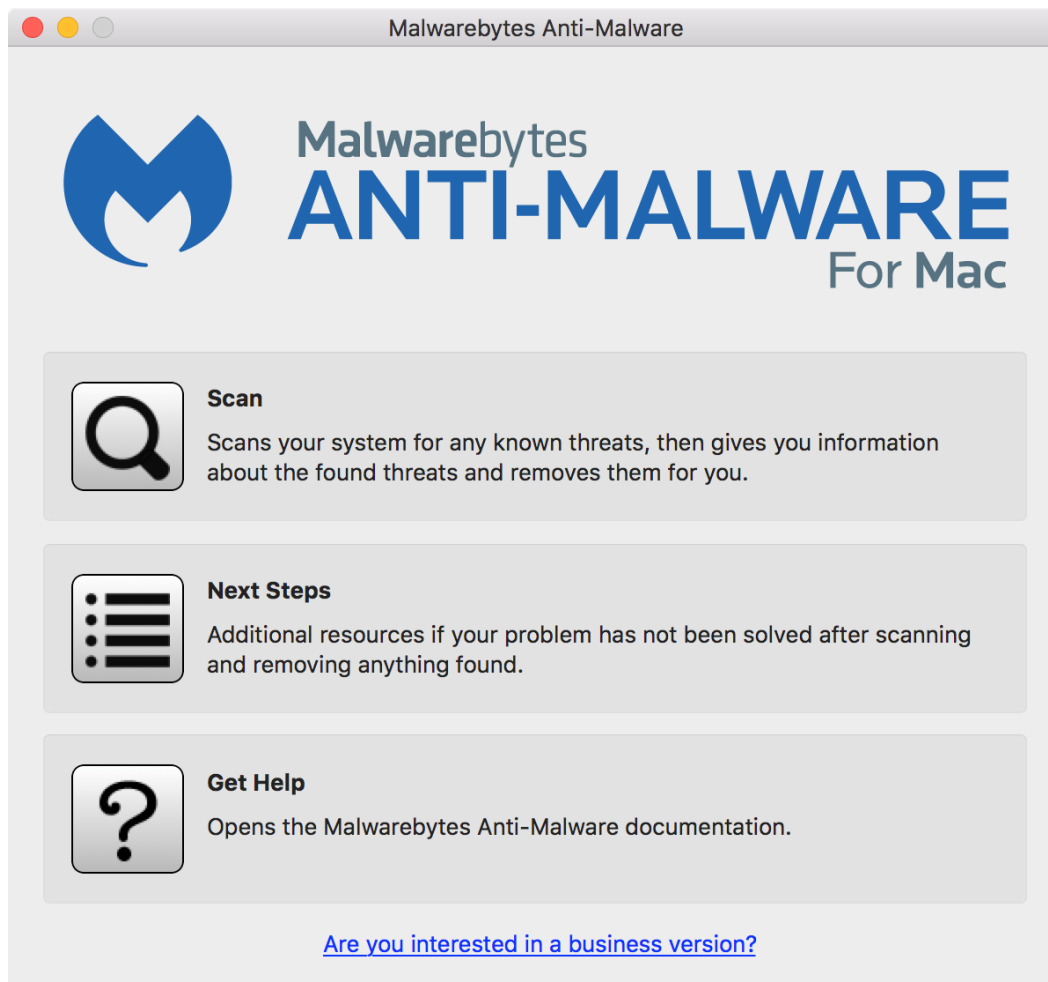 Malwarebytes Anti-Malware
Malwarebytes
ANTI-MALWARE
For Mac
Scan
Scans your system for any known threats, then gives you information
about the found threats and removes them for you.
Next Steps
Additional resources if your problem has not been solved after scanning
and removing anything found.
Get Help
Opens the Malwarebytes Anti-Malware documentation.
Are you interested in a business version?